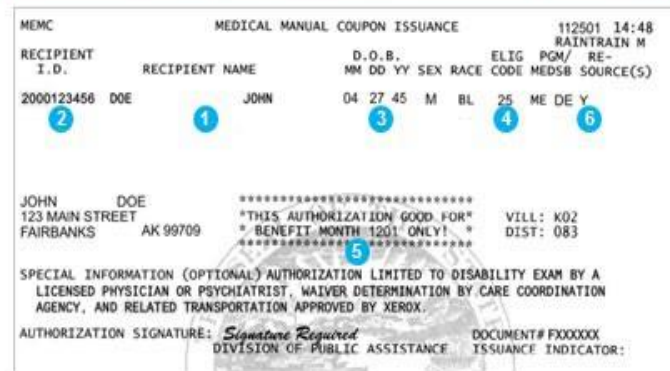 MEMC MEDICAL MANUAL COUPON ISSUANCE 112501 14:48
RAINTRAIN M
RECIPIENT D.O.B. ELIG PGM/ RE-
I.D. RECIPIENT NAME MM DD YY SEX RACE CODE MEDSB SOURCE(S)
2000123456 DOE JOHN 04 27 45 M BL 25 ME DE Y
2 1 3 4 6
JOHN DOE ************************
123 MAIN STREET *THIS AUTHORIZATION GOOD FOR* VILL: K02
FAIRBANKS AK 99709 * BENEFIT MONTH 1201 ONLY! * DIST: 083
************************
5
SPECIAL INFORMATION (OPTIONAL) AUTHORIZATION LIMITED TO DISABILITY EXAM BY A
LICENSED PHYSICIAN OR PSYCHIATRIST, WAIVER DETERMINATION BY CARE COORDINATION
AGENCY, AND RELATED TRANSPORTATION APPROVED BY XEROX.
AUTHORIZATION SIGNATURE: Signature Required DOCUMENT# FXXXXXX
DIVISION OF PUBLIC ASSISTANCE ISSUANCE INDICATOR: